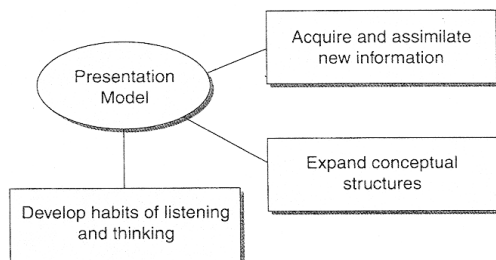 Acquire and assimilate
new information
Presentation
Model
Expand conceptual
structures
Develop habits of listening
and thinking